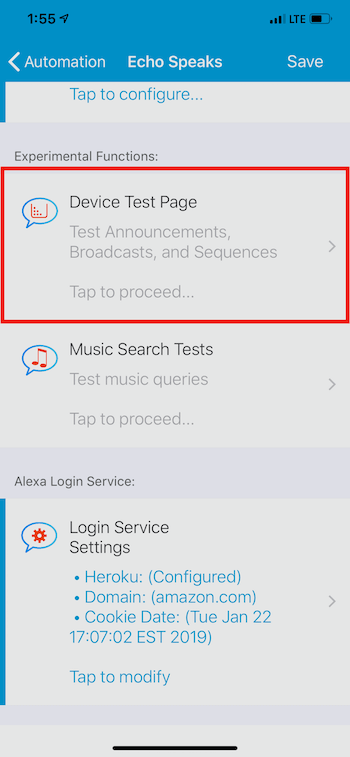 1:55
LTE
Automation
Echo Speaks
Save
Tap to configure...
Experimental Functions:
Device Test Page
Test Announcements,
Broadcasts, and Sequences
Tap to proceed...
Music Search Tests
Test music queries
Tap to proceed...
Alexa Login Service:
Login Service
Settings
• Heroku: (Configured)
• Domain: (amazon.com)
• Cookie Date: (Tue Jan 22
17:07:02 EST 2019)
Tap to modify